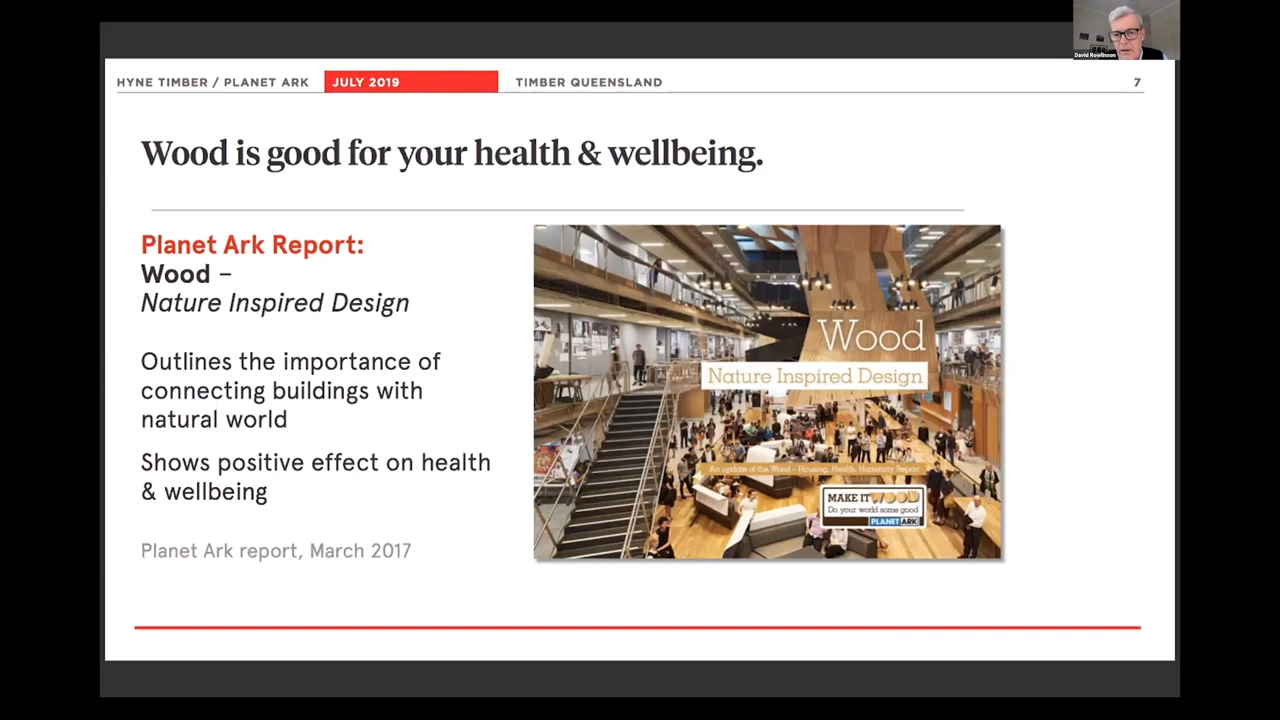 David Rowlinson
HYNE TIMBER / PLANET ARK JULY 2019 TIMBER QUEENSLAND 7
Wood is good for your health & wellbeing.
Planet Ark Report:
Wood –
Nature Inspired Design
Outlines the importance of
connecting buildings with
natural world
Shows positive effect on health
& wellbeing
Planet Ark report, March 2017
Wood
Nature Inspired Design
An update of the Wood – Housing, Health, Humanity Report
MAKE IT WOOD
Do your world some good
PLANET ARK